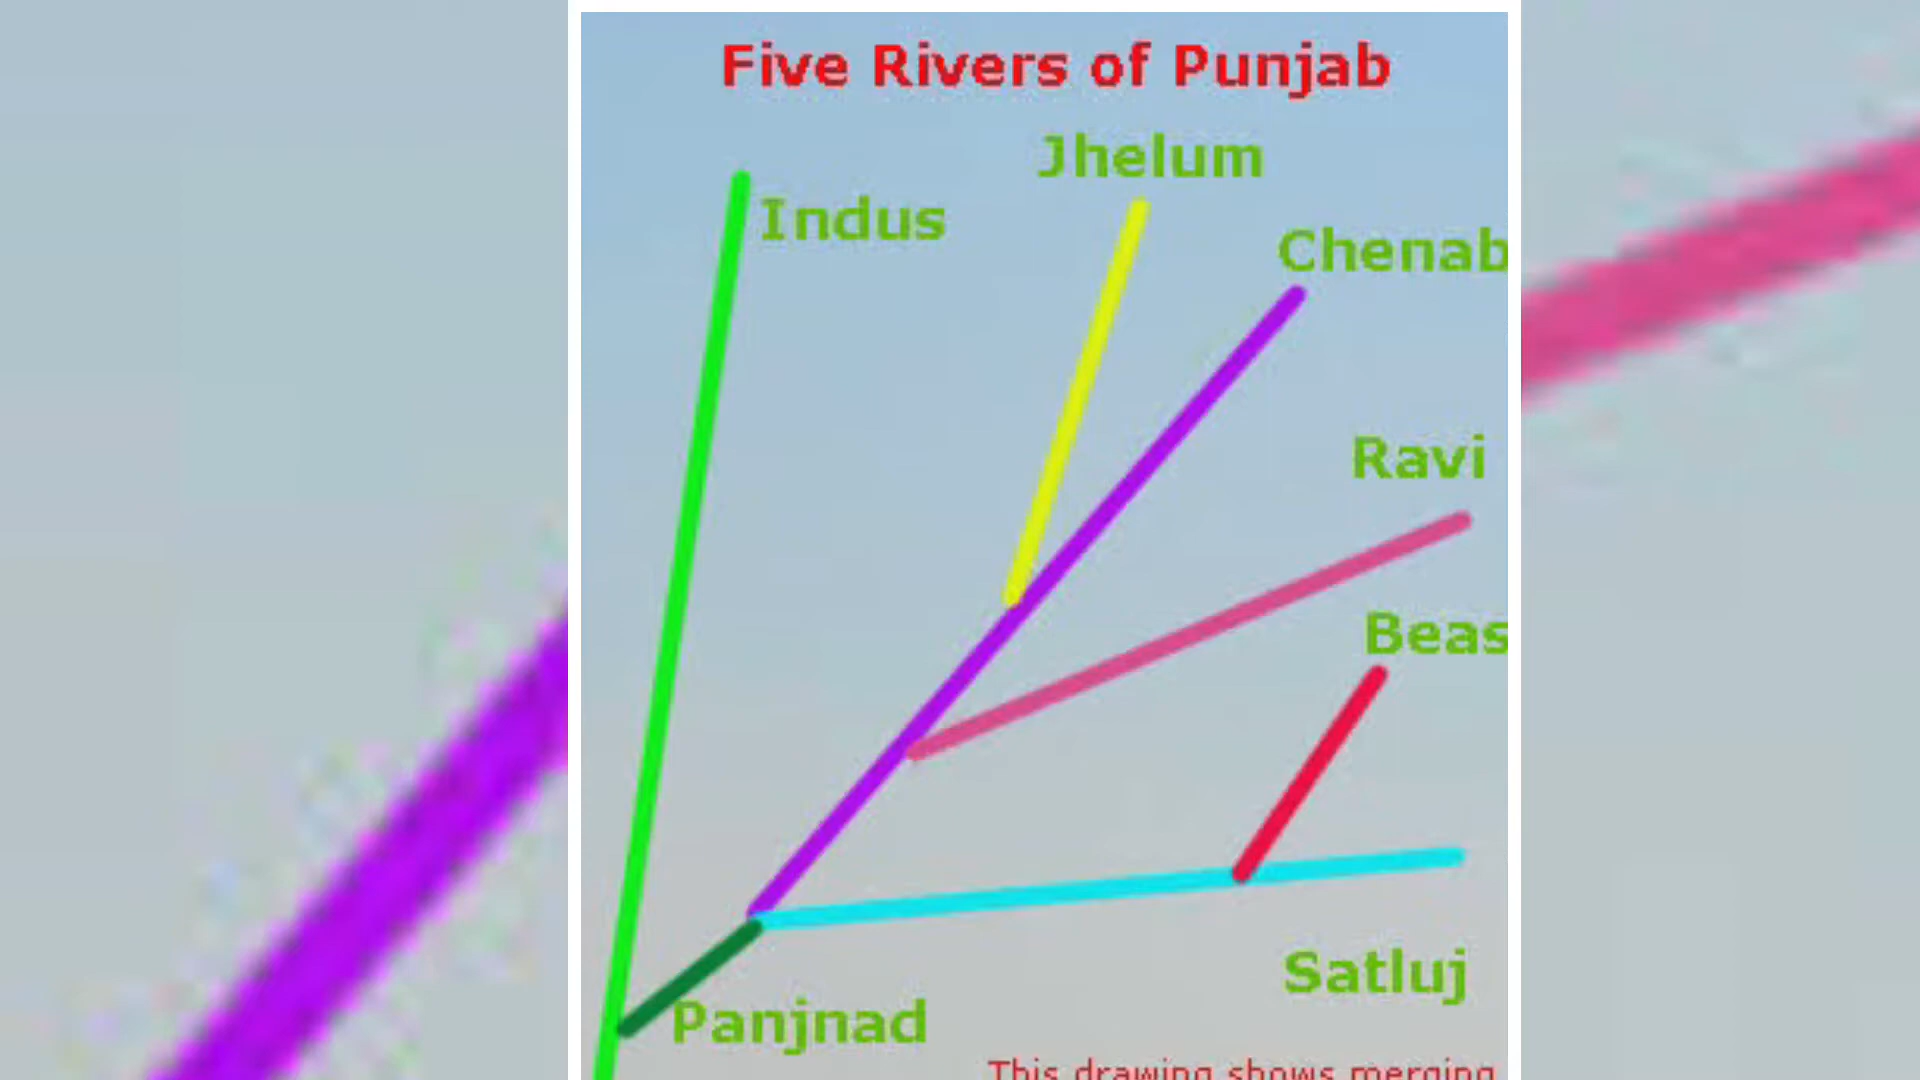 Five Rivers of Punjab
Jhelum
Indus
Chenab
Ravi
Beas
Satluj
Panjnad
This drawing shows merging